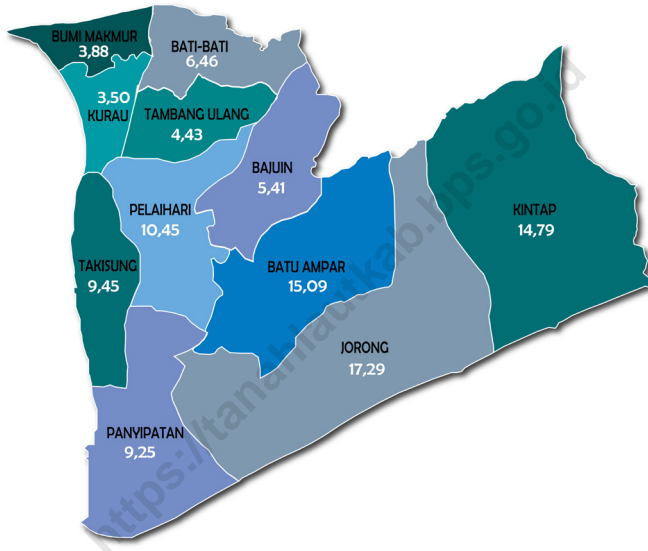 BUMI MAKMUR
3,88
BATI-BATI
6,46
3,50
KURAU
TAMBANG ULANG
4,43
BAJUIN
5,41
PELAIHARI
10,45
KINTAP
14,79
TAKISUNG
9,45
BATU AMPAR
15,09
JORONG
17,29
PANYIPATAN
9,25
https://tanahlautkab.bps.go.id